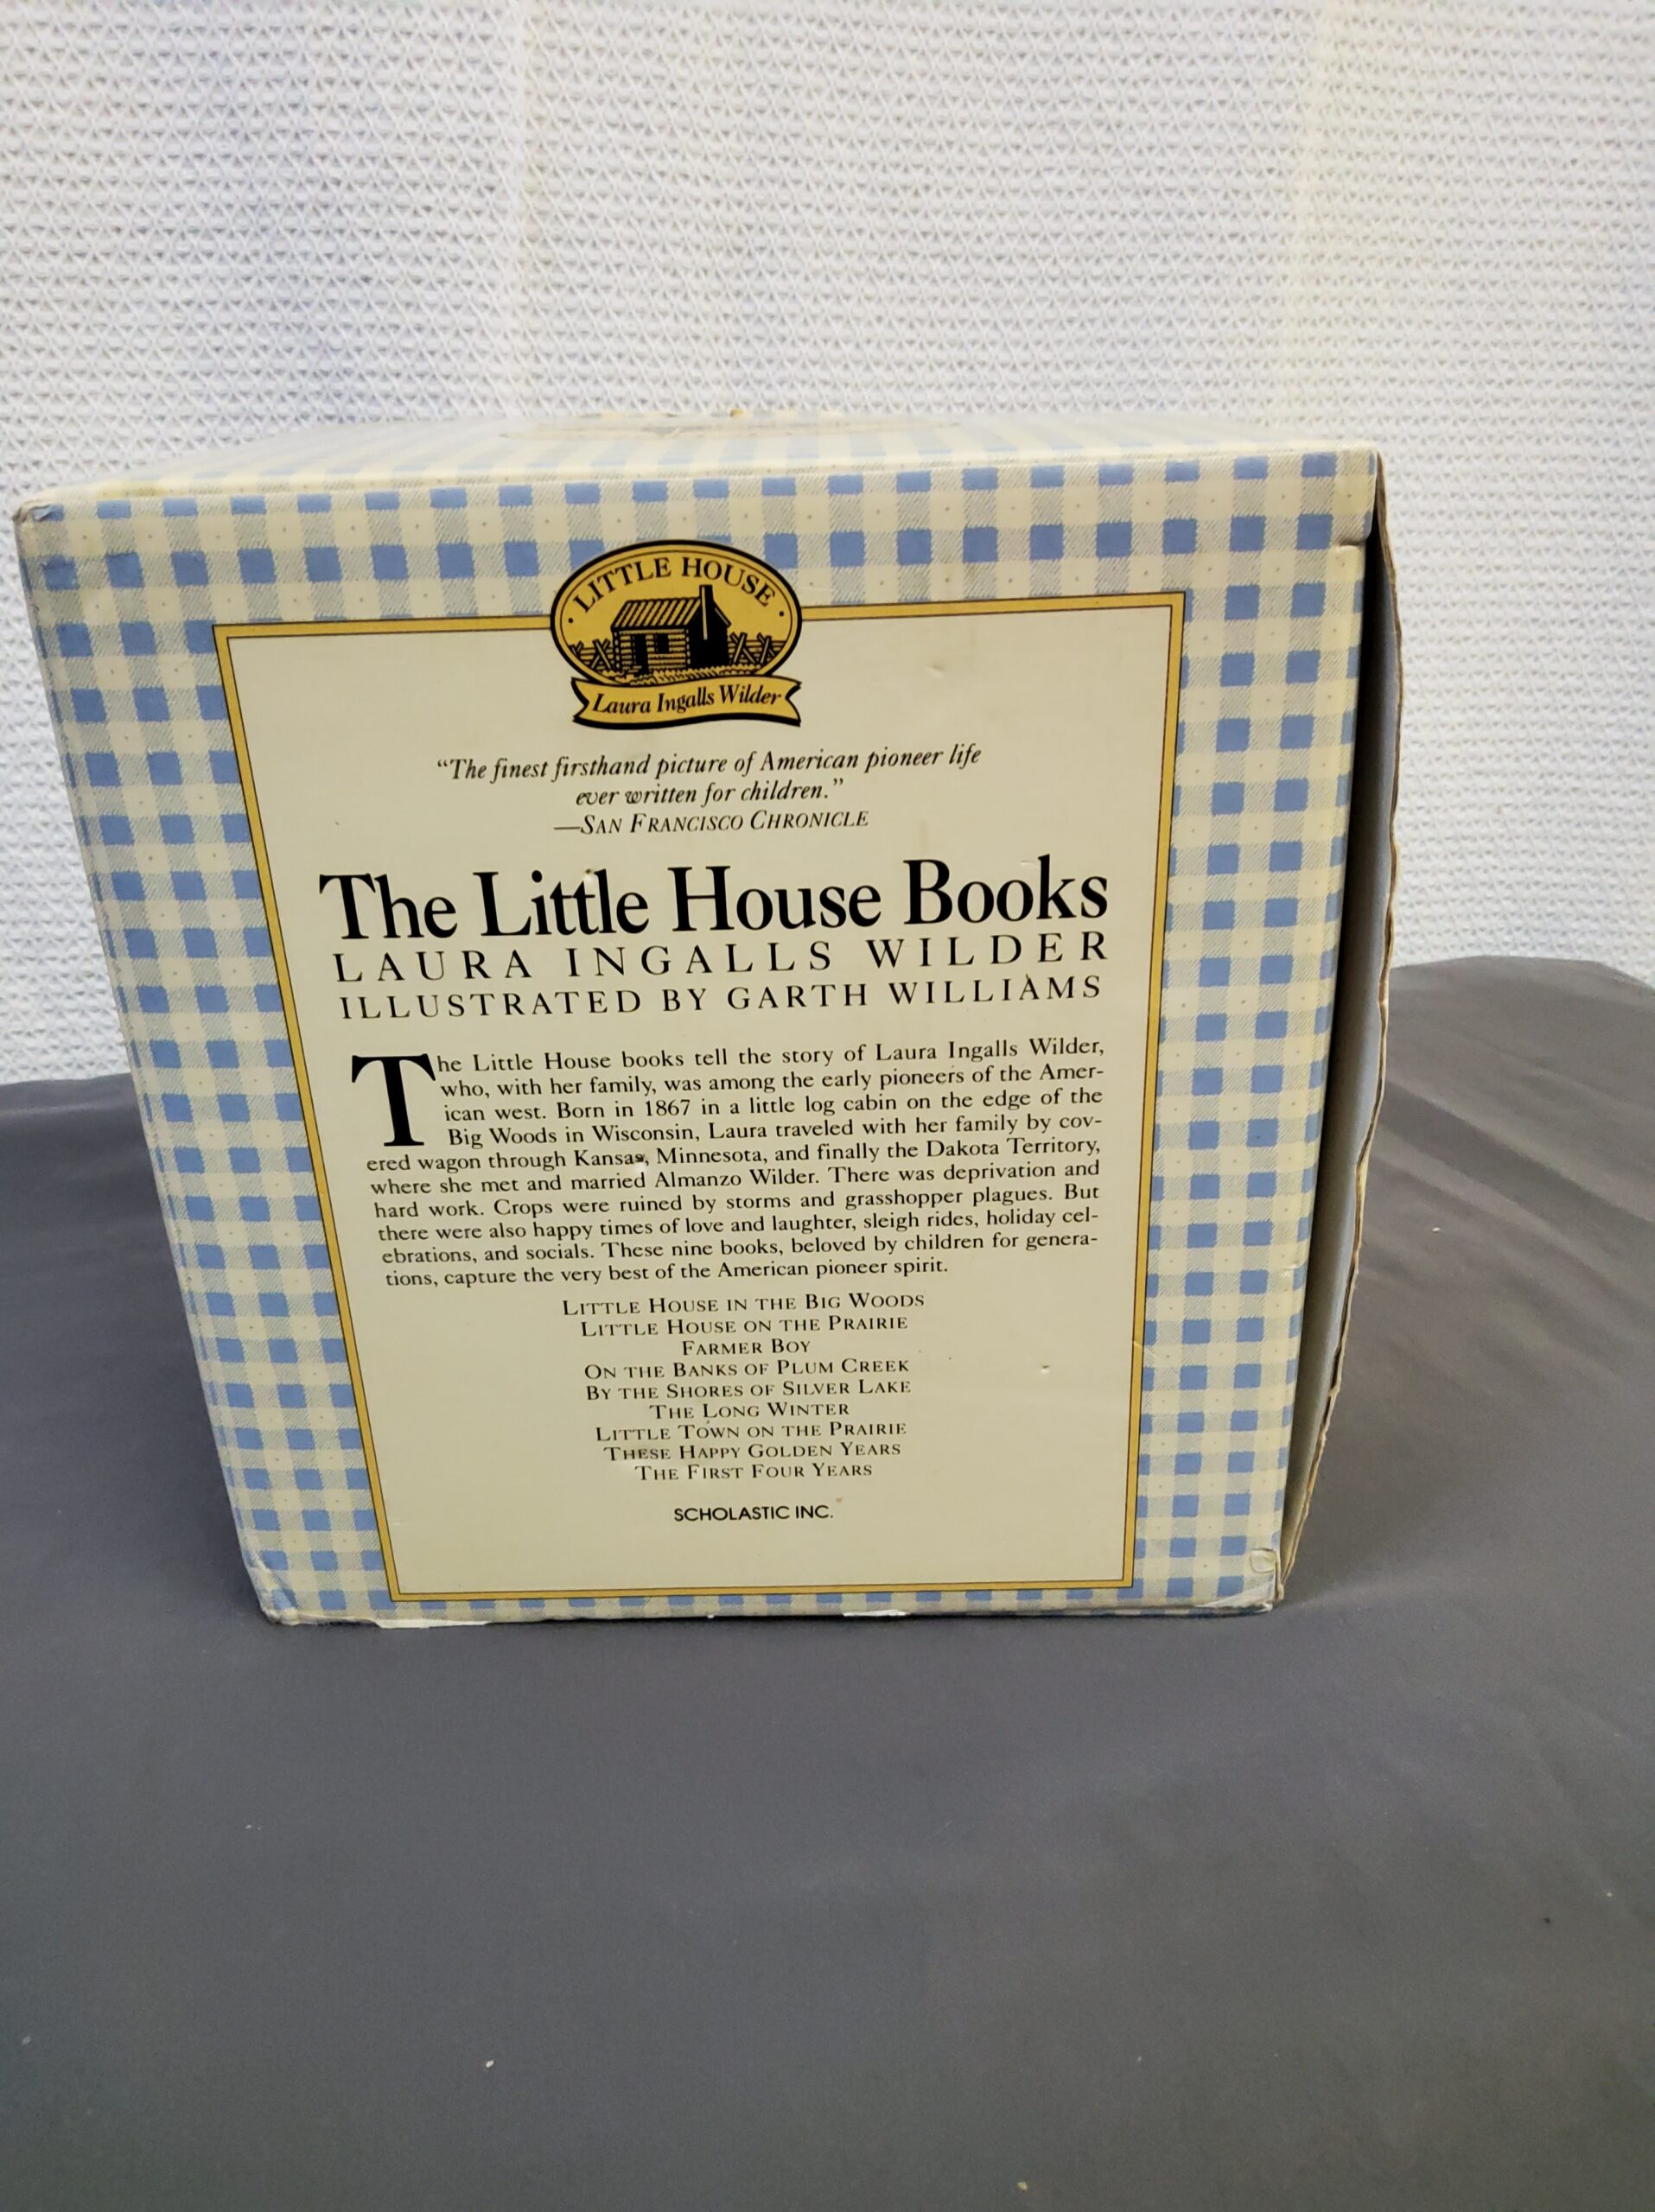 · LITTLE HOUSE ·
Laura Ingalls Wilder
“The finest firsthand picture of American pioneer life
ever written for children.”
—SAN FRANCISCO CHRONICLE
The Little House Books
LAURA INGALLS WILDER
ILLUSTRATED BY GARTH WILLIAMS
The Little House books tell the story of Laura Ingalls Wilder,
who, with her family, was among the early pioneers of the Amer-
ican west. Born in 1867 in a little log cabin on the edge of the
Big Woods in Wisconsin, Laura traveled with her family by cov-
ered wagon through Kansas, Minnesota, and finally the Dakota Territory,
where she met and married Almanzo Wilder. There was deprivation and
hard work. Crops were ruined by storms and grasshopper plagues. But
there were also happy times of love and laughter, sleigh rides, holiday cel-
ebrations, and socials. These nine books, beloved by children for genera-
tions, capture the very best of the American pioneer spirit.
LITTLE HOUSE IN THE BIG WOODS
LITTLE HOUSE ON THE PRAIRIE
FARMER BOY
ON THE BANKS OF PLUM CREEK
BY THE SHORES OF SILVER LAKE
THE LONG WINTER
LITTLE TOWN ON THE PRAIRIE
THESE HAPPY GOLDEN YEARS
THE FIRST FOUR YEARS
SCHOLASTIC INC.